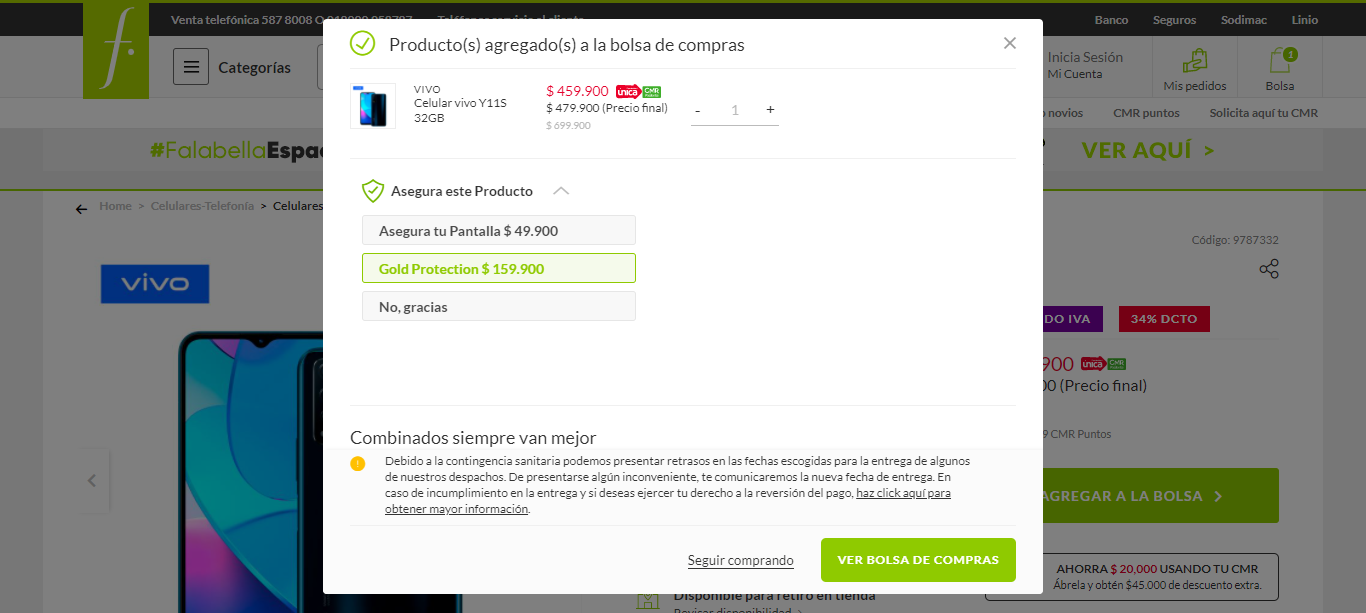 Venta telefónica 587 8008 O
Banco
Seguros
Sodimac
Linio
f.
Categorías
Inicia Sesión
Mi Cuenta
Mis pedidos
1
Bolsa
novios
CMR puntos
Solicita aquí tu CMR
#FalabellaEspac
VER AQUÍ >
Home > Celulares-Telefonía > Celulares
Producto(s) agregado(s) a la bolsa de compras
VIVO
Celular vivo Y11S
32GB
$ 459.900 única CMR
$ 479.900 (Precio final)
$ 699.900
- 1 +
Asegura este Producto
Asegura tu Pantalla $ 49.900
Gold Protection $ 159.900
No, gracias
Combinados siempre van mejor
Debido a la contingencia sanitaria podemos presentar retrasos en las fechas escogidas para la entrega de algunos
de nuestros despachos. De presentarse algún inconveniente, te comunicaremos la nueva fecha de entrega. En
caso de incumplimiento en la entrega y si deseas ejercer tu derecho a la reversión del pago, haz click aquí para
obtener mayor información.
Seguir comprando
VER BOLSA DE COMPRAS
vivo
Código: 9787332
DO IVA
34% DCTO
900 única CMR
00 (Precio final)
9 CMR Puntos
AGREGAR A LA BOLSA >
AHORRA $ 20,000 USANDO TU CMR
Ábrela y obtén $45.000 de descuento extra.
Disponible para retiro en tienda
Revisar disponibilidad >